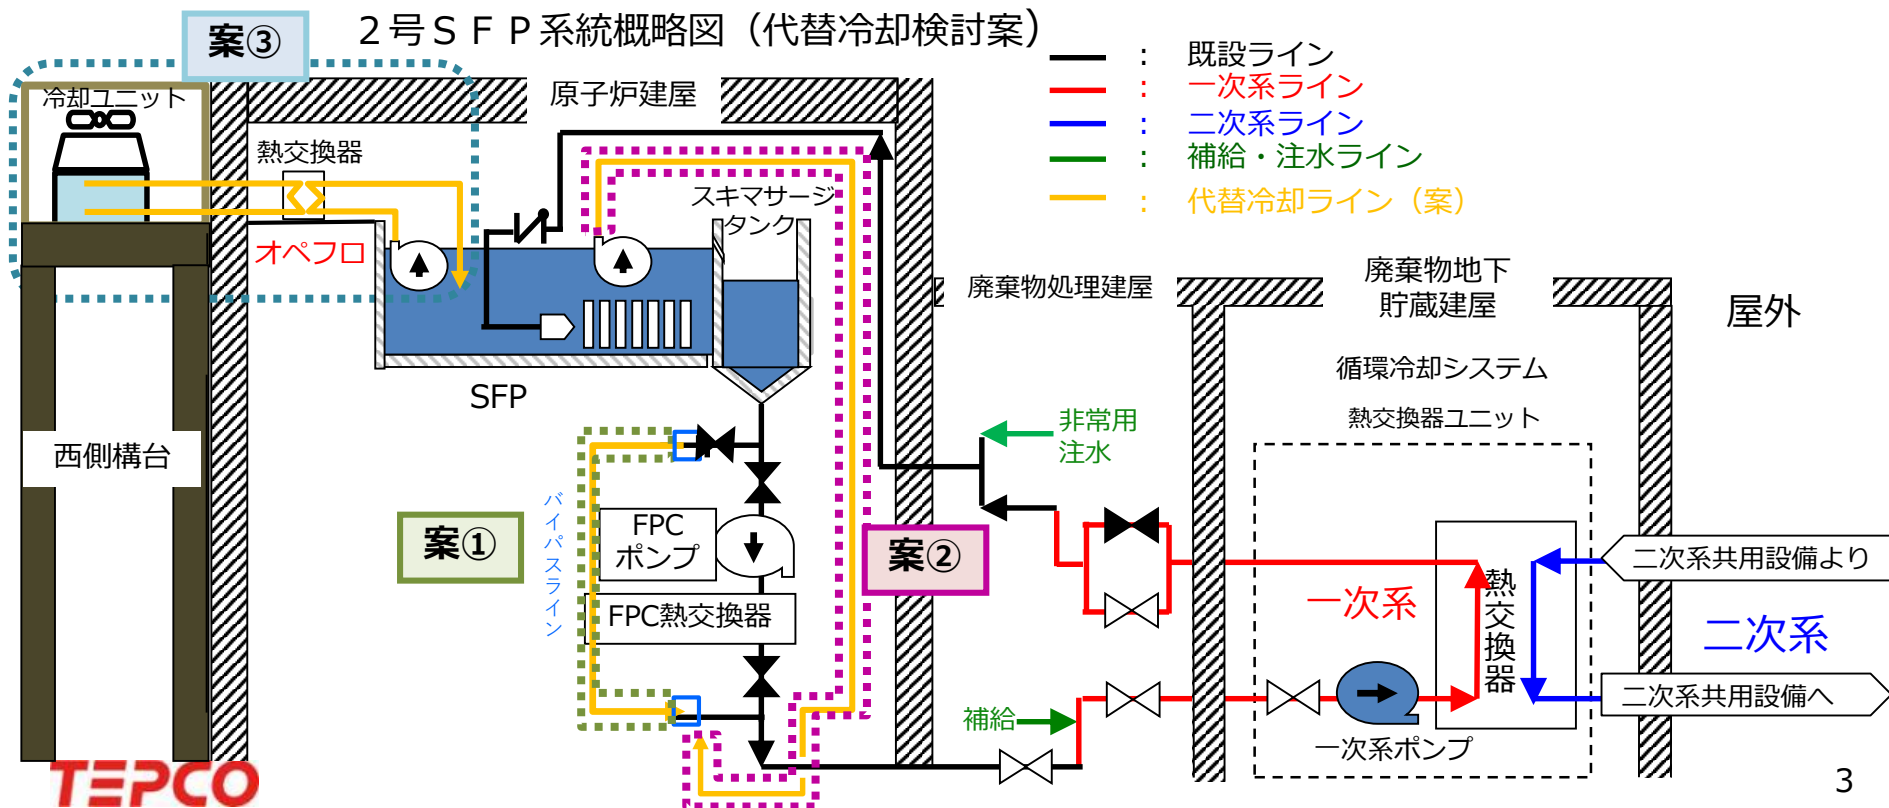 ２号ＳＦＰ系統概略図（代替冷却検討案）
案③
： 既設ライン
： 一次系ライン
： 二次系ライン
： 補給・注水ライン
： 代替冷却ライン（案）
冷却ユニット
原子炉建屋
熱交換器
スキマサージ
タンク
オペフロ
廃棄物処理建屋
廃棄物地下
貯蔵建屋
屋外
循環冷却システム
SFP
熱交換器ユニット
非常用
注水
西側構台
バイパスライン
案①
FPC
ポンプ
案②
FPC熱交換器
一次系
熱交換器
二次系共用設備より
二次系
二次系共用設備へ
補給
一次系ポンプ
TEPCO
3